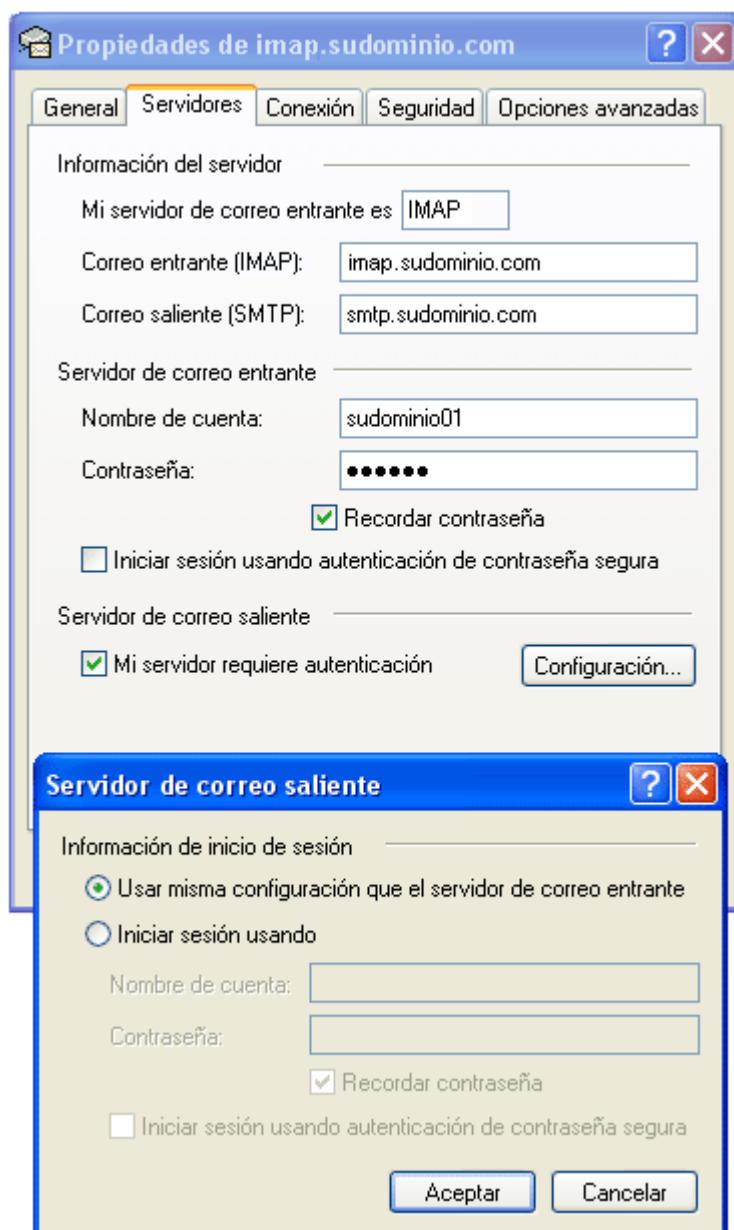 Propiedades de imap.sudominio.com
General Servidores Conexión Seguridad Opciones avanzadas
Información del servidor
Mi servidor de correo entrante es IMAP
Correo entrante (IMAP): imap.sudominio.com
Correo saliente (SMTP): smtp.sudominio.com
Servidor de correo entrante
Nombre de cuenta: sudominio01
Contraseña: ●●●●●●
Recordar contraseña
Iniciar sesión usando autenticación de contraseña segura
Servidor de correo saliente
Mi servidor requiere autenticación Configuración...
Servidor de correo saliente
Información de inicio de sesión
Usar misma configuración que el servidor de correo entrante
Iniciar sesión usando
Nombre de cuenta:
Contraseña:
Recordar contraseña
Iniciar sesión usando autenticación de contraseña segura
Aceptar Cancelar